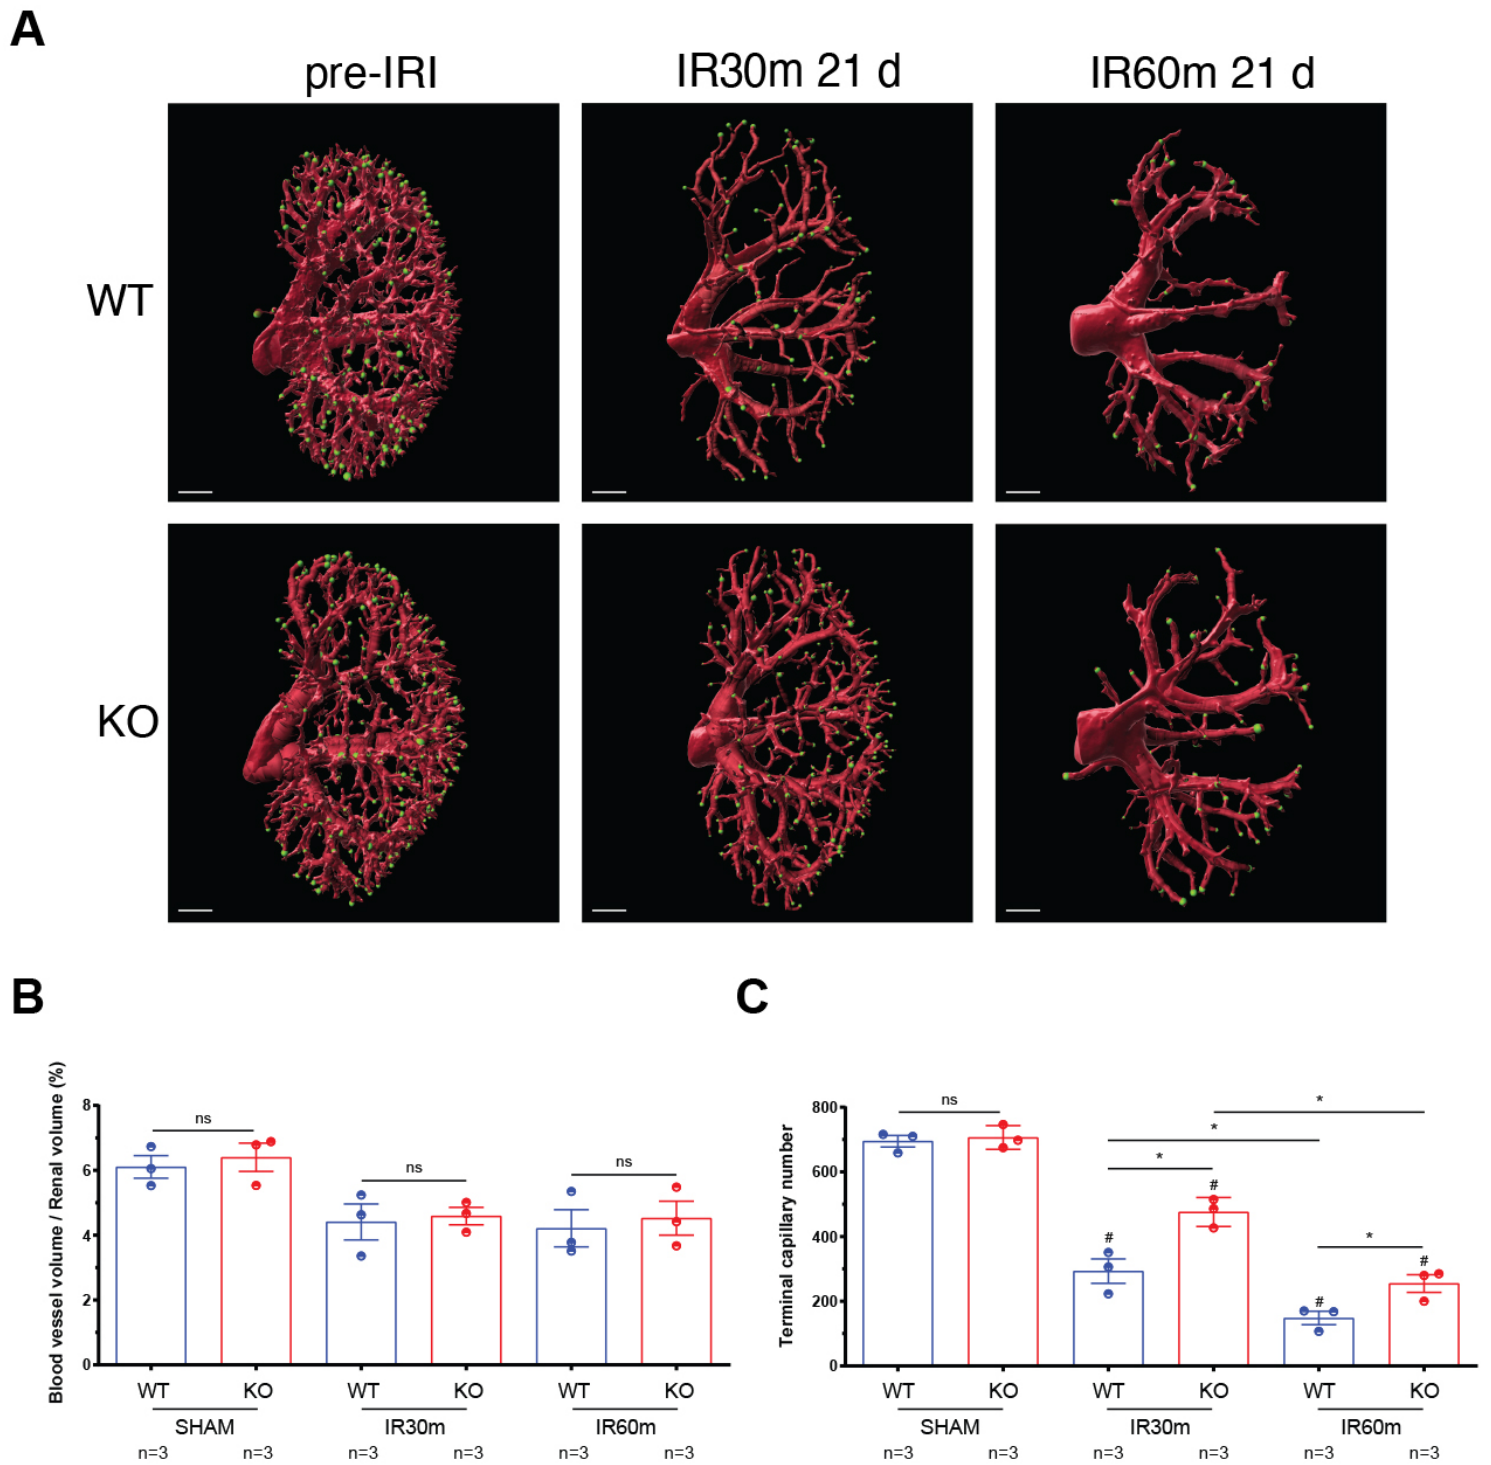 A
pre-IRI IR30m 21 d IR60m 21 d
WT
KO
B
Blood vessel volume / Renal volume (%)
8
6
4
2
0
ns
ns
ns
WT KO WT KO WT KO
SHAM IR30m IR60m
n=3 n=3 n=3 n=3 n=3 n=3
C
Terminal capillary number
800
600
400
200
0
ns
*
*
*
*
# # # #
WT KO WT KO WT KO
SHAM IR30m IR60m
n=3 n=3 n=3 n=3 n=3 n=3